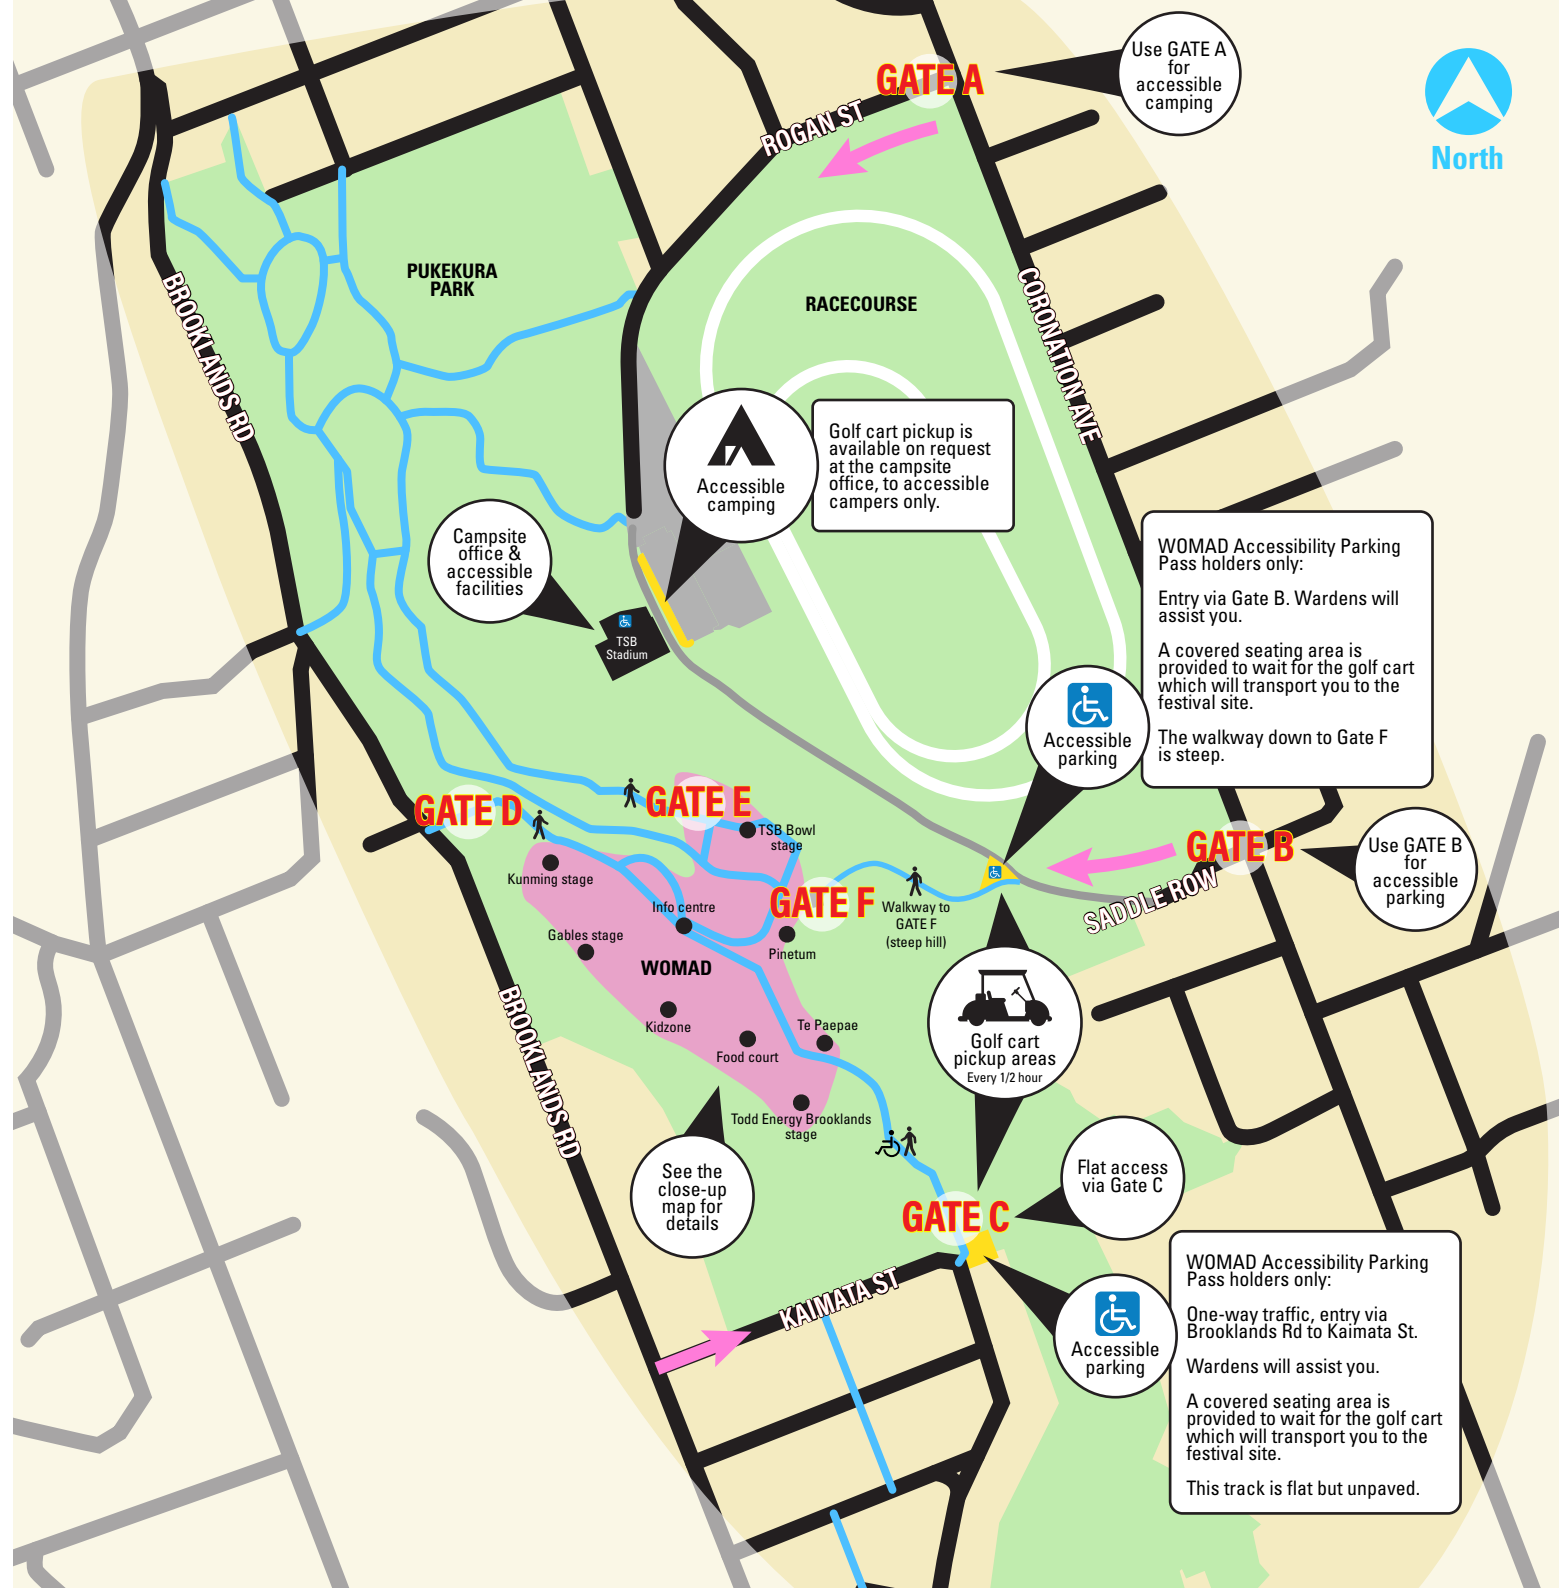 Use GATE A
for
accessible
camping
GATE A
ROGAN ST
North
PUKEKURA
PARK
RACECOURSE
BROOKLANDS RD
CORONATION AVE
Accessible
camping
Golf cart pickup is
available on request
at the campsite
office, to accessible
campers only.
Campsite
office &
accessible
facilities
TSB
Stadium
WOMAD Accessibility Parking
Pass holders only:
Entry via Gate B. Wardens will
assist you.
A covered seating area is
provided to wait for the golf cart
which will transport you to the
festival site.
The walkway down to Gate F
is steep.
Accessible
parking
GATE D
GATE E
TSB Bowl
stage
GATE B
Use GATE B
for
accessible
parking
SADDLE ROW
Kunming stage
GATE F
Walkway to
GATE F
(steep hill)
Info centre
Gables stage
Pinetum
WOMAD
Kidzone
Te Paepae
Food court
Golf cart
pickup areas
Every 1/2 hour
BROOKLANDS RD
Todd Energy Brooklands
stage
See the
close-up
map for
details
Flat access
via Gate C
GATE C
KAIMATA ST
Accessible
parking
WOMAD Accessibility Parking
Pass holders only:
One-way traffic, entry via
Brooklands Rd to Kaimata St.
Wardens will assist you.
A covered seating area is
provided to wait for the golf cart
which will transport you to the
festival site.
This track is flat but unpaved.